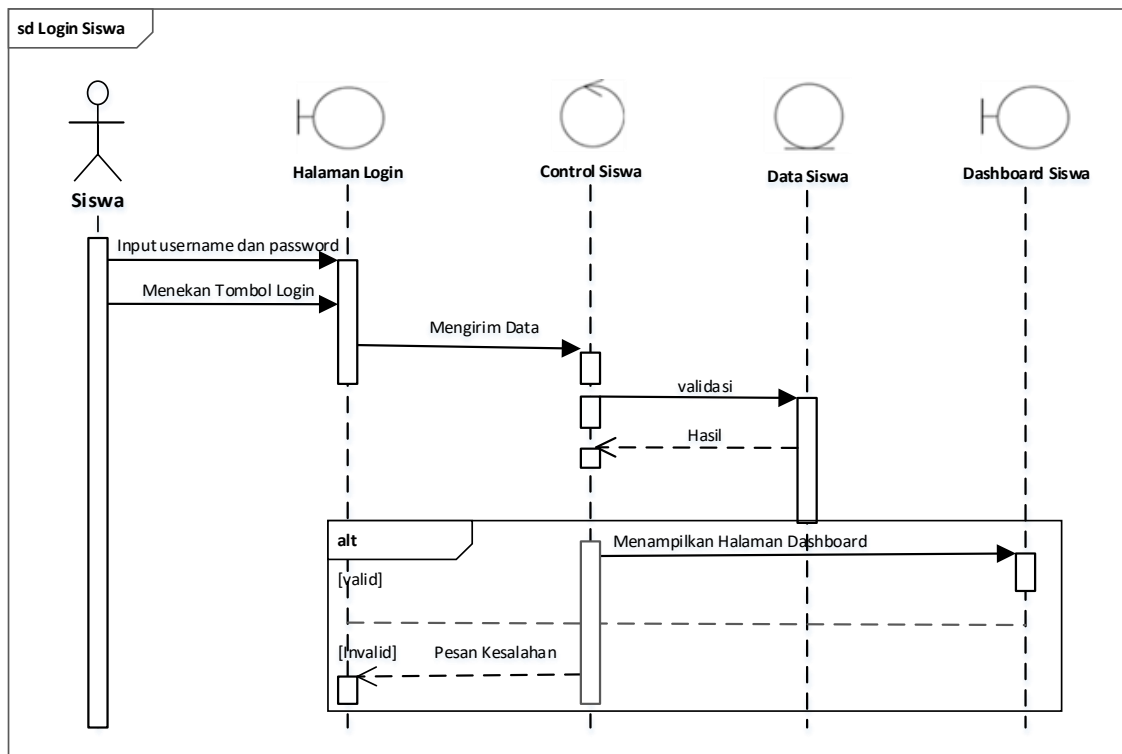 sd Login Siswa
Siswa
Halaman Login
Control Siswa
Data Siswa
Dashboard Siswa
Input username dan password
Menekan Tombol Login
Mengirim Data
validasi
Hasil
alt
Menampilkan Halaman Dashboard
[valid]
[Invalid]
Pesan Kesalahan